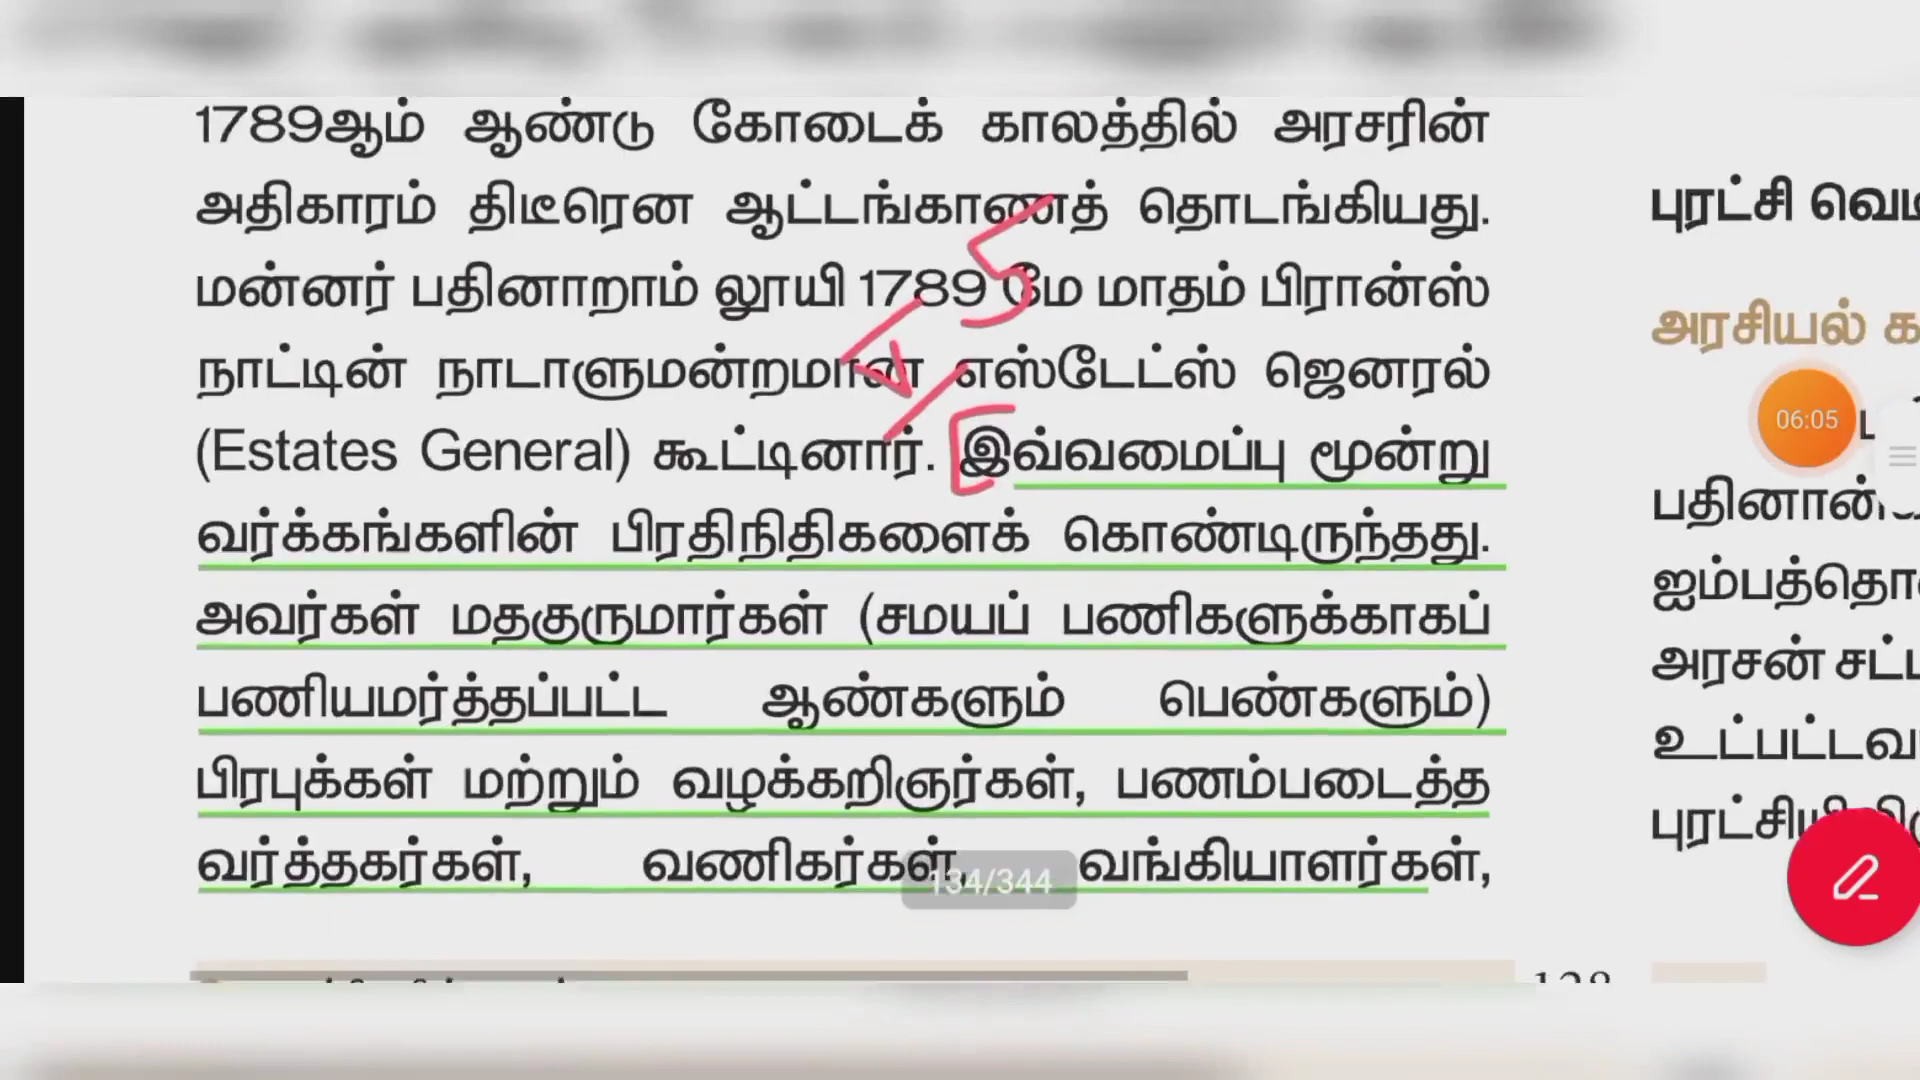 1789ஆம் ஆண்டு கோடைக் காலத்தில் அரசரின்
அதிகாரம் திடீரென ஆட்டங்காணத் தொடங்கியது.
மன்னர் பதினாறாம் லூயி 1789 மே மாதம் பிரான்ஸ்
நாட்டின் நாடாளுமன்றமான எஸ்டேட்ஸ் ஜெனரல்
(Estates General) கூட்டினார். இவ்வமைப்பு மூன்று
வர்க்கங்களின் பிரதிநிதிகளைக் கொண்டிருந்தது.
அவர்கள் மதகுருமார்கள் (சமயப் பணிகளுக்காகப்
பணியமர்த்தப்பட்ட ஆண்களும் பெண்களும்)
பிரபுக்கள் மற்றும் வழக்கறிஞர்கள், பணம்படைத்த
வர்த்தகர்கள், வணிகர்கள், வங்கியாளர்கள்,
134/344
5
புரட்சி
அரசியல்
06:05
அரசன்